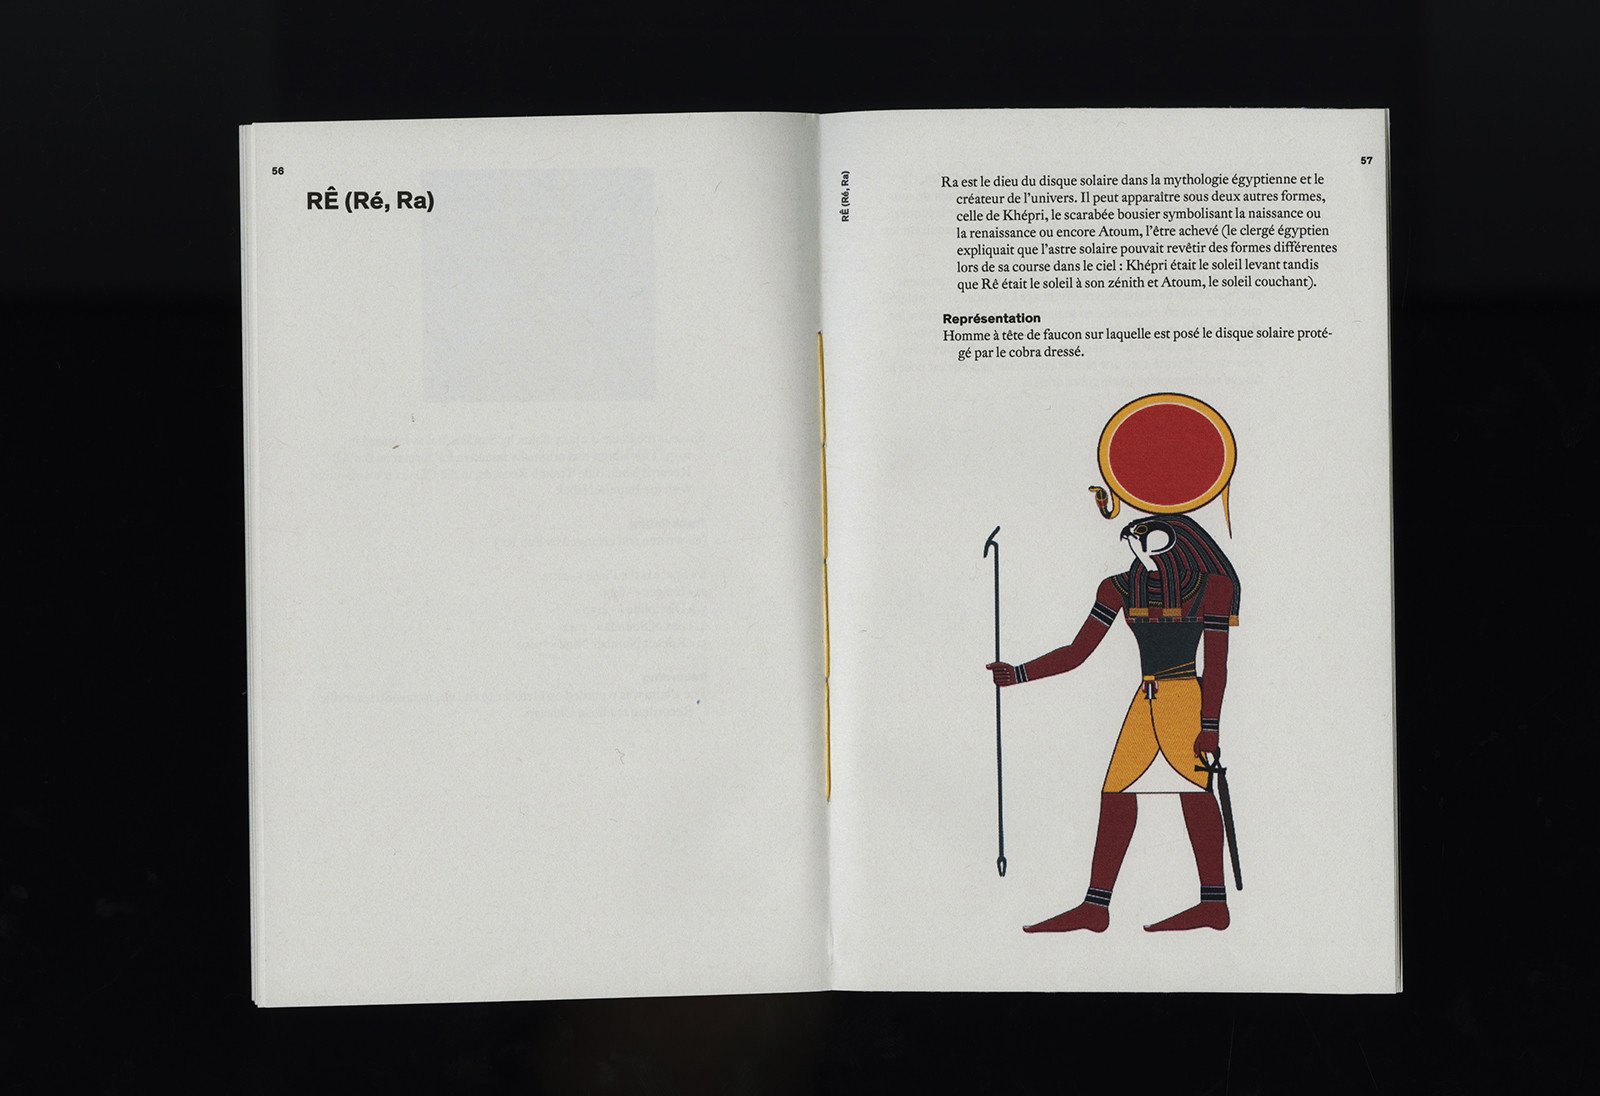 56
RÊ (Ré, Ra)
RÊ (Ré, Ra)
57
Ra est le dieu du disque solaire dans la mythologie égyptienne et le
créateur de l’univers. Il peut apparaître sous deux autres formes,
celle de Khépri, le scarabée bousier symbolisant la naissance ou
la renaissance ou encore Atoum, l’être achevé (le clergé égyptien
expliquait que l’astre solaire pouvait revêtir des formes différentes
lors de sa course dans le ciel : Khépri était le soleil levant tandis
que Rê était le soleil à son zénith et Atoum, le soleil couchant).
Représentation
Homme à tête de faucon sur laquelle est posé le disque solaire proté-
gé par le cobra dressé.